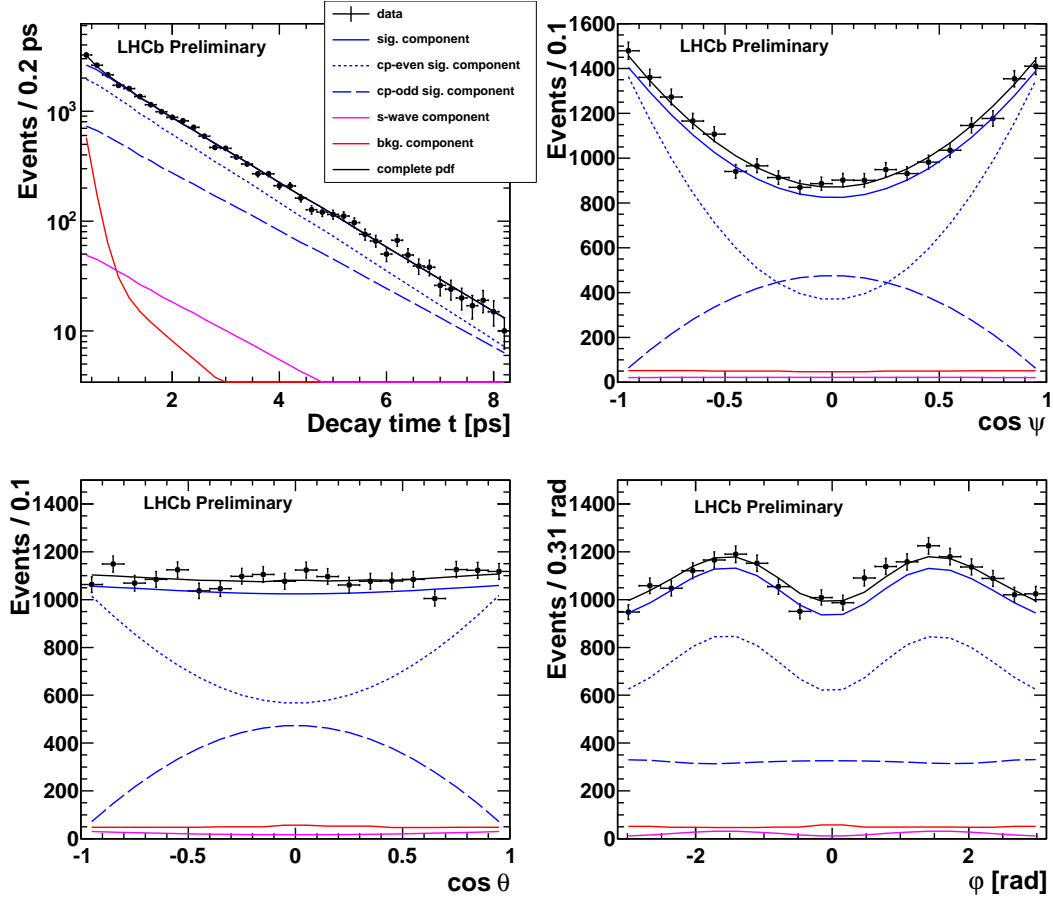 LHCb Preliminary
data
sig. component
cp-even sig. component
cp-odd sig. component
s-wave component
bkg. component
complete pdf
Events / 0.2 ps
10³
10²
10
2
4
6
8
Decay time t [ps]
LHCb Preliminary
Events / 0.1
1600
1400
1200
1000
800
600
400
200
0
-1
-0.5
0
0.5
1
cos ψ
LHCb Preliminary
Events / 0.1
1400
1200
1000
800
600
400
200
0
-1
-0.5
0
0.5
1
cos θ
LHCb Preliminary
Events / 0.31 rad
1400
1200
1000
800
600
400
200
0
-2
0
2
φ [rad]